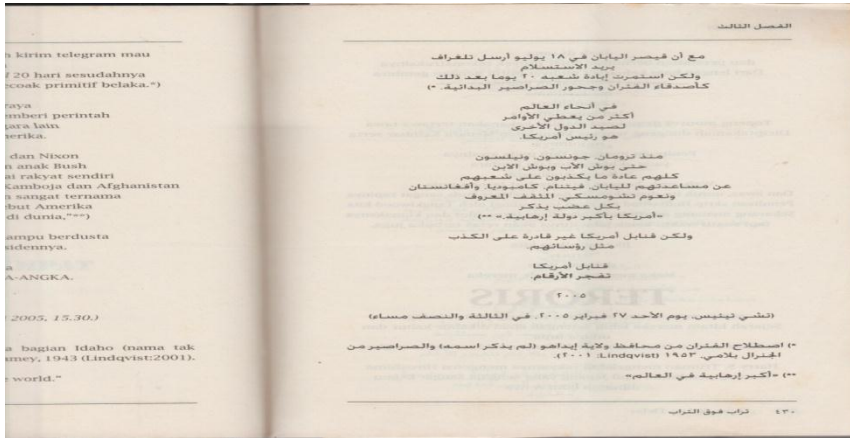 n kirim telegram mau
20 hari sesudahnya
ecoak primitif belaka.*)
raya
emberi perintah
gara lain
merika.
dan Nixon
n anak Bush
ai rakyat sendiri
Kamboja dan Afghanistan
n sangat ternama
but Amerika
di dunia,"**)
ampu berdusta
sidennya.
A-ANGKA.
2005, 15.30.)
a bagian Idaho (nama tak
mey, 1943 (Lindqvist:2001).
world."
الفصل الثالث
مع أن قيصر اليابان في ١٨ يوليو أرسل تلغراف
يريد الاستسلام
ولكن استمرت إبادة شعبه ٢٠ يوما بعد ذلك
كأصدقاء الفئران وجحور الصراصير البدائية. *)
في أنحاء العالم
أكثر من يعطي الأوامر
لصيد الدول الأخرى
هو رئيس أمريكا.
منذ ترومان، جونسون، ونيلسون
حتى بوش الأب وبوش الابن
كلهم عادة ما يكذبون على شعبهم
عن مساعدتهم لليابان، فيتنام، كامبوديا، وأفغانستان
ونعوم تشومسكي، المثقف المعروف
بكل غضب يذكر
«أمريكا بأكبر دولة إرهابية.» **)
ولكن قنابل أمريكا غير قادرة على الكذب
مثل رؤسائهم.
قنابل أمريكا
تفجر الأرقام.
٢٠٠٥
(تشي تيتيس، يوم الأحد ٢٧ فبراير ٢٠٠٥، في الثالثة والنصف مساء)
*) اصطلاح الفئران من محافظ ولاية إيداهو (لم يذكر اسمه) والصراصير من
الجنرال بلامي، ١٩٥٣ (Lindqvist: ٢٠٠١).
**) «أكبر إرهابية في العالم»
٤٣٠ تراب فوق التراب